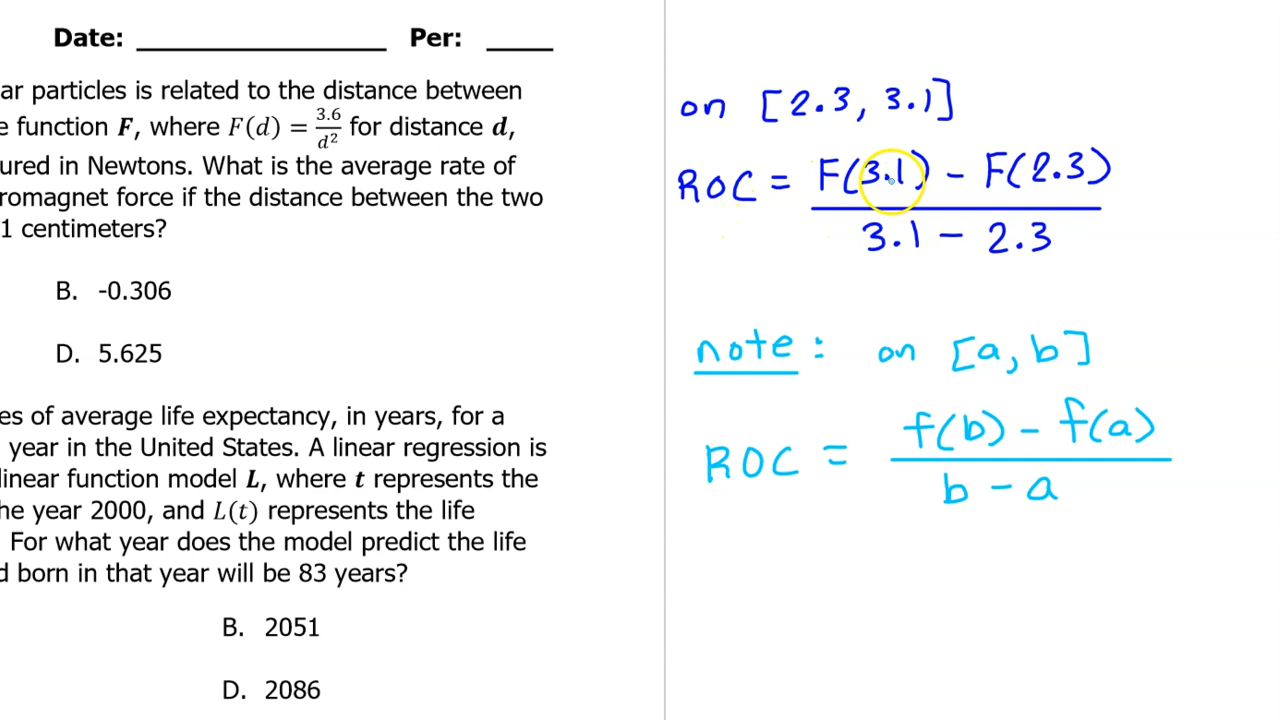 Date: ____________ Per: ____
ar particles is related to the distance between
e function F, where F(d) = 3.6/d² for distance d,
ured in Newtons. What is the average rate of
romagnet force if the distance between the two
1 centimeters?
B. -0.306
D. 5.625
es of average life expectancy, in years, for a
year in the United States. A linear regression is
linear function model L, where t represents the
he year 2000, and L(t) represents the life
For what year does the model predict the life
d born in that year will be 83 years?
B. 2051
D. 2086
on [2.3, 3.1]
ROC = F(3.1) - F(2.3)
3.1 - 2.3
note: on [a, b]
ROC = f(b) - f(a)
b - a